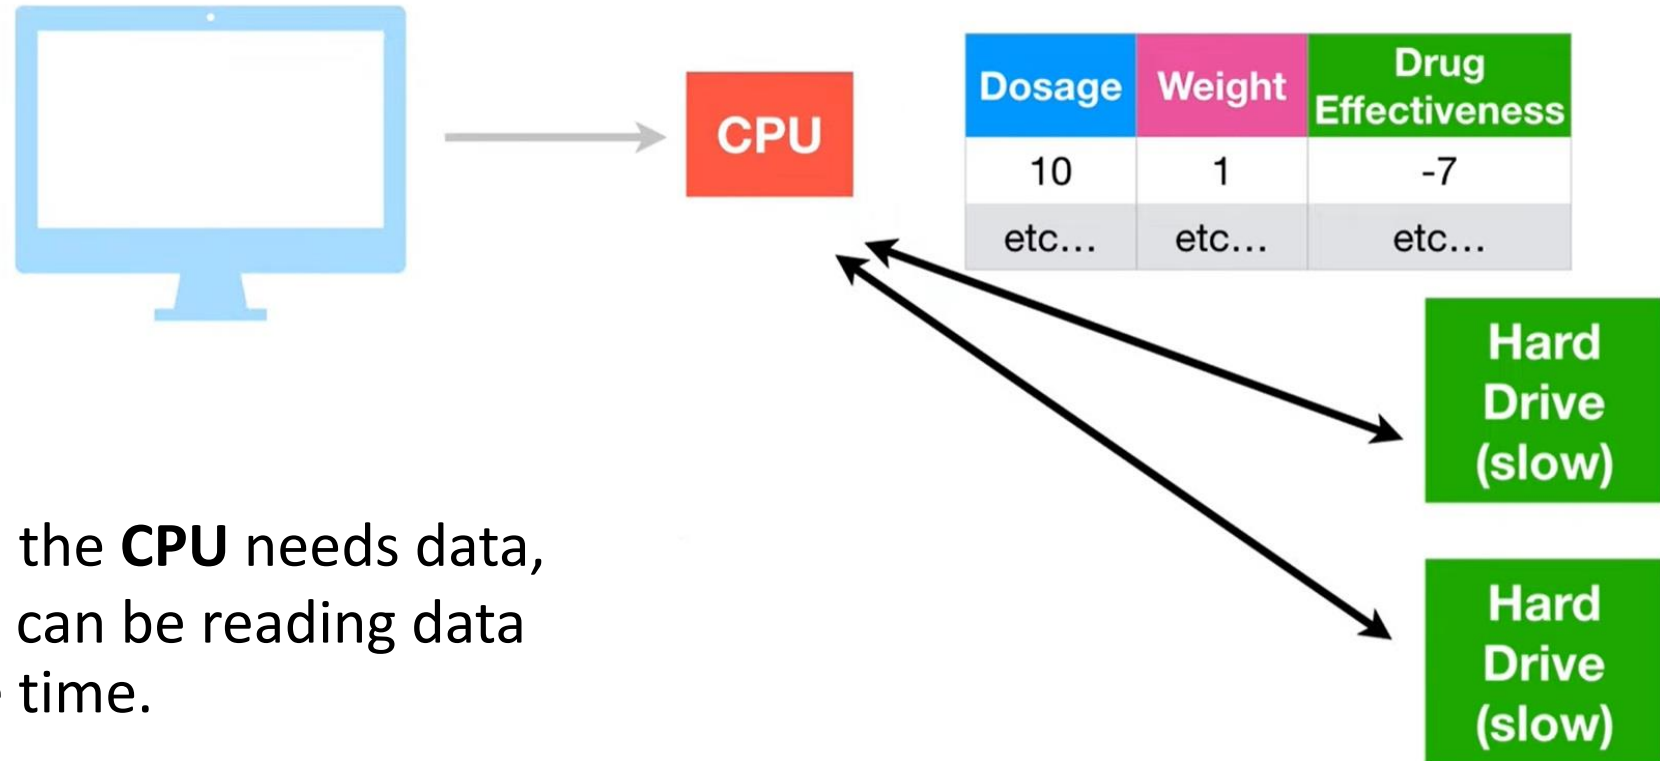 CPU
Dosage Weight Drug
Effectiveness
10 1 -7
etc... etc... etc...
Hard
Drive
(slow)
the CPU needs data,
can be reading data
time.
Hard
Drive
(slow)